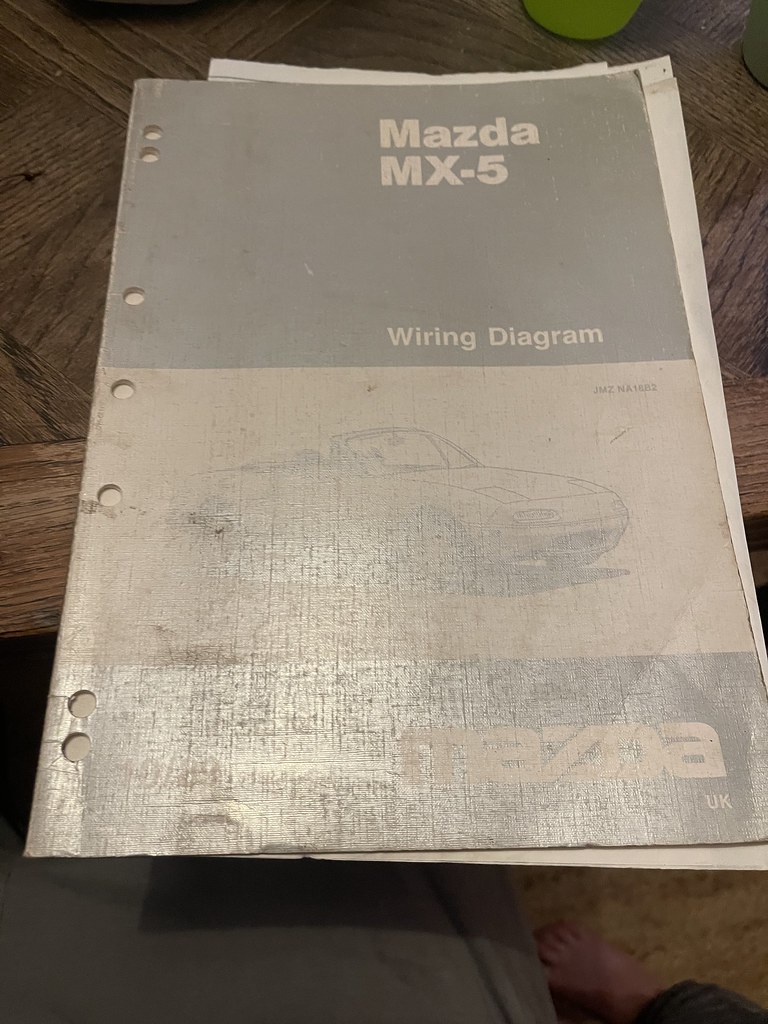 Mazda
MX-5
Wiring Diagram
JMZ NA18B2
mazda
UK